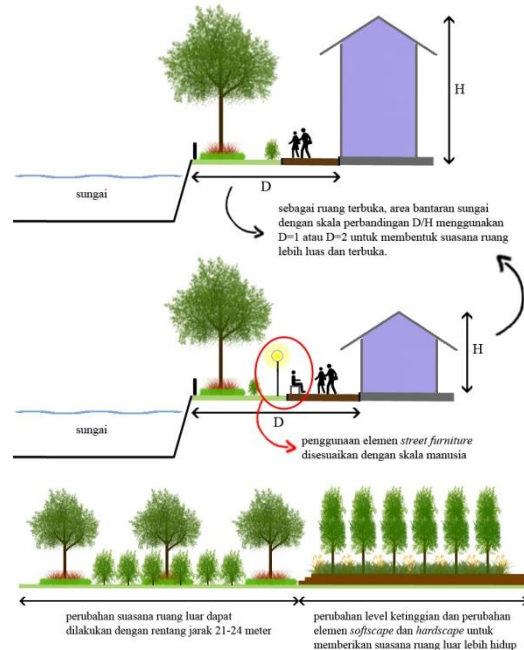 H
sungai
D
sebagai ruang terbuka, area bantaran sungai
dengan skala perbandingan D/H menggunakan
D=1 atau D=2 untuk membentuk suasana ruang
lebih luas dan terbuka.
H
sungai
D
penggunaan elemen street furniture
disesuaikan dengan skala manusia
perubahan suasana ruang luar dapat
dilakukan dengan rentang jarak 21-24 meter
perubahan level ketinggian dan perubahan
elemen softscape dan hardscape untuk
memberikan suasana ruang luar lebih hidup